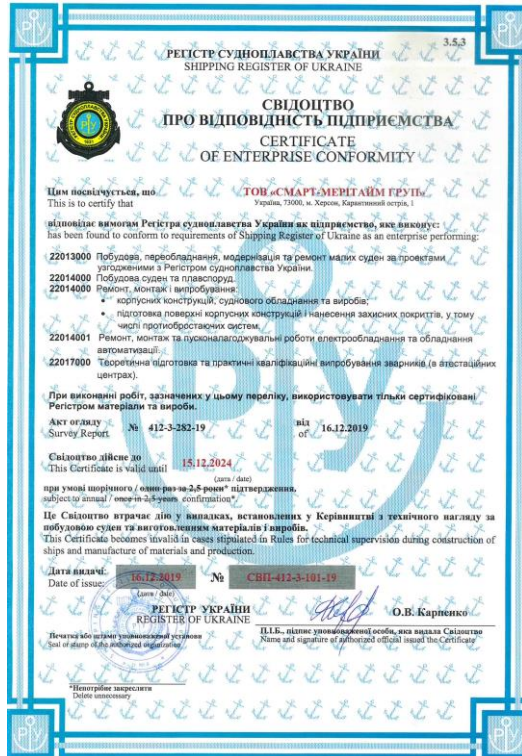 3.5.3
РЕГІСТР СУДНОПЛАВСТВА УКРАЇНИ
SHIPPING REGISTER OF UKRAINE
СВІДОЦТВО
ПРО ВІДПОВІДНІСТЬ ПІДПРИЄМСТВА
CERTIFICATE
OF ENTERPRISE CONFORMITY
Цим посвідчується, що ТОВ «СМАРТ-МЕРІТАЙМ ГРУП»
This is to certify that Україна, 73000, м. Херсон, Карантинний острів, 1
відповідає вимогам Регістра судноплавства України як підприємство, яке виконує:
has been found to conform to requirements of Shipping Register of Ukraine as an enterprise performing:
22013000 Побудова, переобладнання, модернізація та ремонт малих суден за проектами
узгодженими з Регістром судноплавства України.
22014000 Побудова суден та плавспоруд.
22014000 Ремонт, монтаж і випробування:
• корпусних конструкцій, суднового обладнання та виробів;
• підготовка поверхні корпусних конструкцій і нанесення захисних покриттів, у тому
числі протиобростаючих систем.
22014001 Ремонт, монтаж та пусконалагоджувальні роботи електрообладнання та обладнання
автоматизації.
22017000 Теоретична підготовка та практичні кваліфікаційні випробування зварників (в атестаційних
центрах).
При виконанні робіт, зазначених у цьому переліку, використовувати тільки сертифіковані
Регістром матеріали та вироби.
Акт огляду № 412-3-282-19 від 16.12.2019
Survey Report of
Свідоцтво дійсне до 15.12.2024
This Certificate is valid until
(дата / date)
при умові щорічного / один раз за 2,5 роки* підтвердження,
subject to annual / once in 2,5 years confirmation*,
Це Свідоцтво втрачає дію у випадках, встановлених у Керівництві з технічного нагляду за
побудовою суден та виготовленням матеріалів і виробів.
This Certificate becomes invalid in cases stipulated in Rules for technical supervision during construction of
ships and manufacture of materials and production.
Дата видачі: 16.12.2019 № СВП-412-3-101-19
Date of issue:
(дата / date)
РЕГІСТР УКРАЇНИ О.В. Карпенко
REGISTER OF UKRAINE
Печатка або штамп уповноваженої установи
Seal of stamp of the authorized organization
П.І.Б., підпис уповноваженої особи, яка видала Свідоцтво
Name and signature of authorized official issued the Certificate
*Непотрібне закреслити
Delete unnecessary